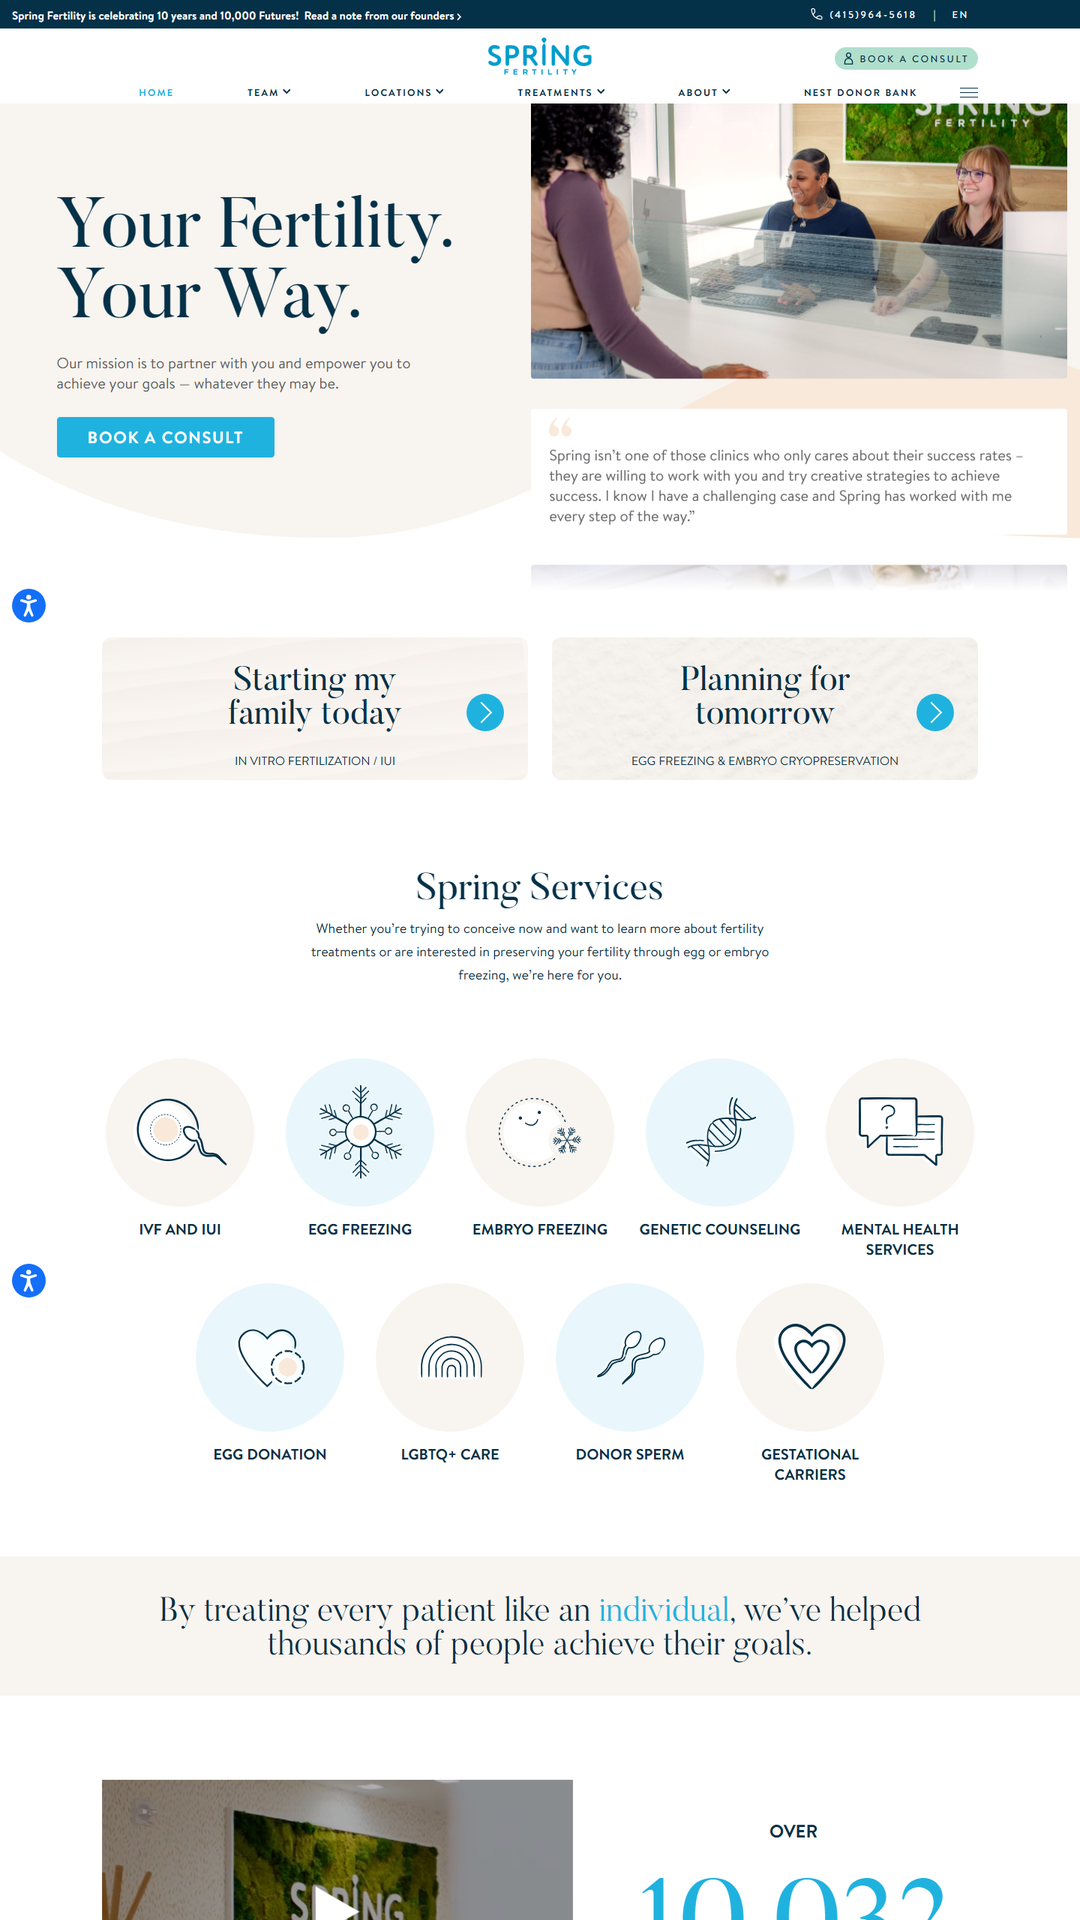 Spring Fertility is celebrating 10 years and 10,000 Futures! Read a note from our founders ›
(415)964-5618 | EN
SPRING
FERTILITY
BOOK A CONSULT
HOME TEAM LOCATIONS TREATMENTS ABOUT NEST DONOR BANK
SPRING
FERTILITY
Your Fertility.
Your Way.
Our mission is to partner with you and empower you to
achieve your goals — whatever they may be.
BOOK A CONSULT
“
Spring isn’t one of those clinics who only cares about their success rates –
they are willing to work with you and try creative strategies to achieve
success. I know I have a challenging case and Spring has worked with me
every step of the way.”
Starting my
family today
IN VITRO FERTILIZATION / IUI
Planning for
tomorrow
EGG FREEZING & EMBRYO CRYOPRESERVATION
Spring Services
Whether you’re trying to conceive now and want to learn more about fertility
treatments or are interested in preserving your fertility through egg or embryo
freezing, we’re here for you.
?
IVF AND IUI
EGG FREEZING
EMBRYO FREEZING
GENETIC COUNSELING
MENTAL HEALTH
SERVICES
EGG DONATION
LGBTQ+ CARE
DONOR SPERM
GESTATIONAL
CARRIERS
By treating every patient like an individual, we’ve helped
thousands of people achieve their goals.
SPRING
OVER
10,032